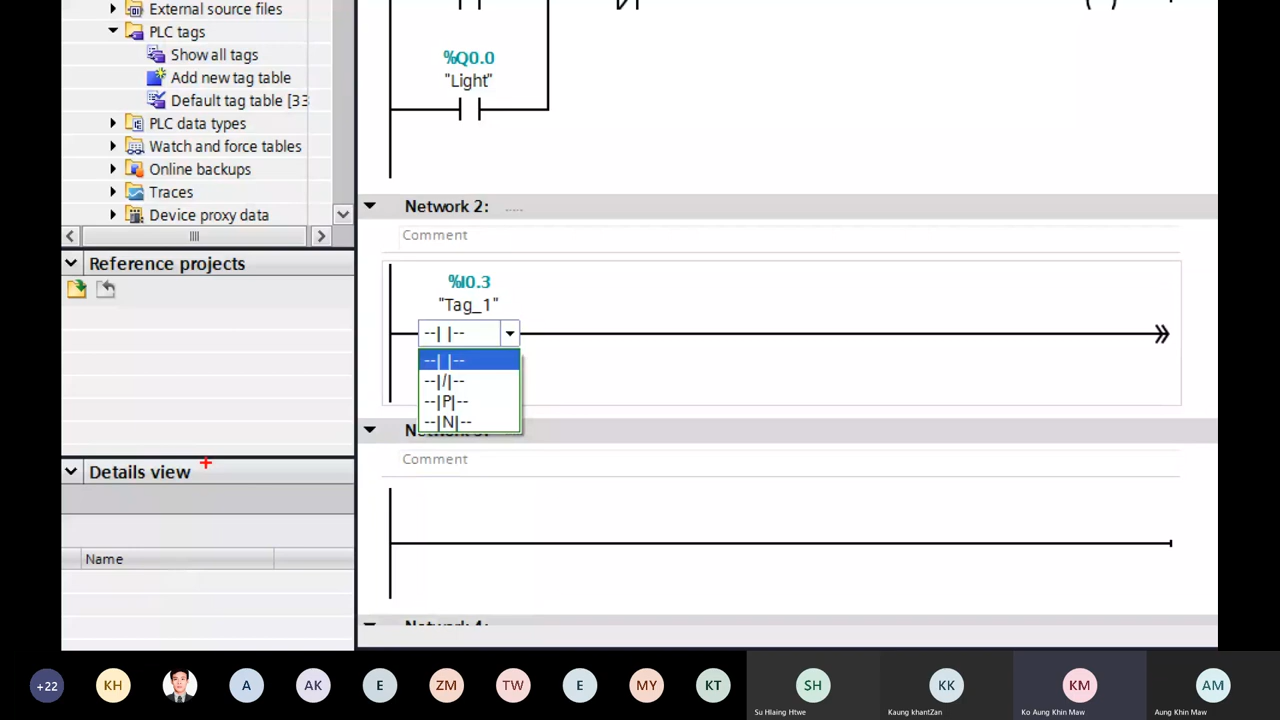 External source files
PLC tags
Show all tags
Add new tag table
Default tag table [33
PLC data types
Watch and force tables
Online backups
Traces
Device proxy data
Reference projects
Details view
Name
%Q0.0
"Light"
Network 2:
.....
Comment
%I0.3
"Tag_1"
--| |--
--| |--
--|/|--
--|P|--
--|N|--
Comment
+22
KH
A
AK
E
ZM
TW
E
MY
KT
SH
Su Hlaing Htwe
KK
Kaung khantZan
KM
Ko Aung Khin Maw
AM
Aung Khin Maw